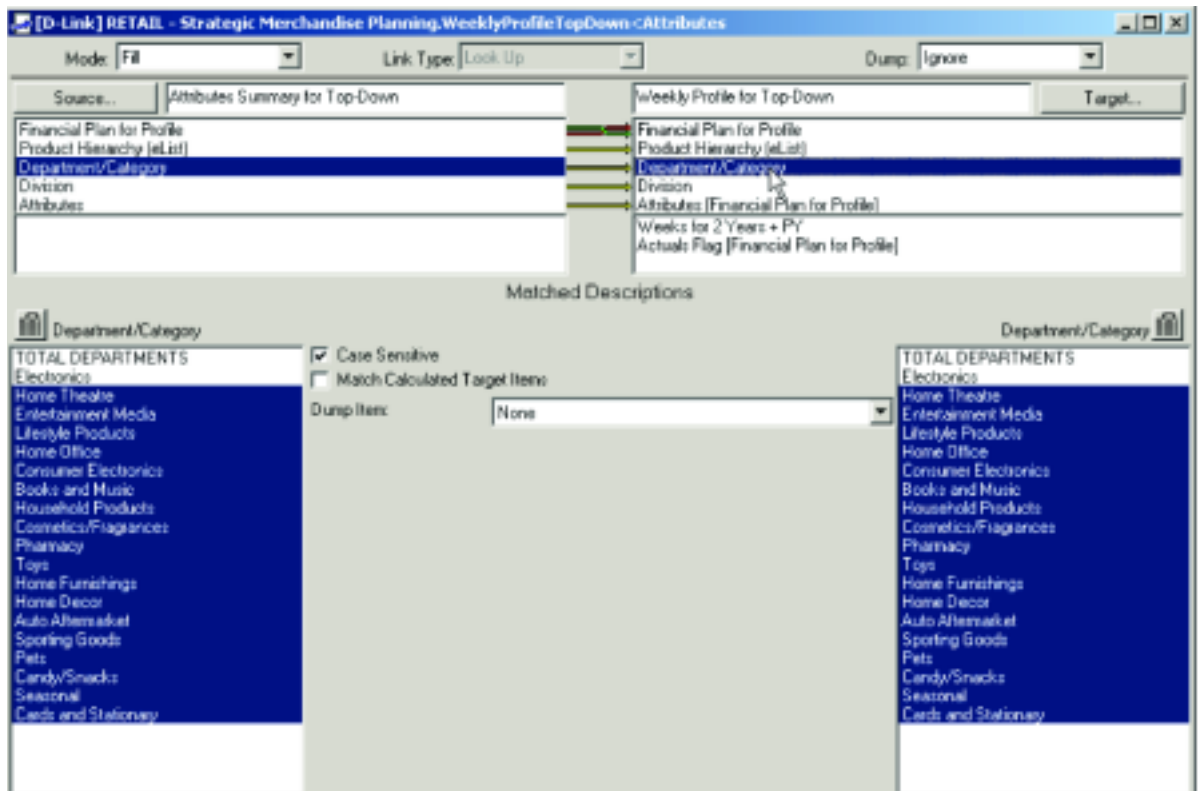 [D-Link] RETAIL - Strategic Merchandise Planning.WeeklyProfileTopDown<Attributes
Mode: Fill Link Type: Look Up Dump: Ignore
Source... Attributes Summary for Top-Down Weekly Profile for Top-Down Target...
Financial Plan for Profile Financial Plan for Profile
Product Hierarchy (eList) Product Hierarchy (eList)
Department/Category Department/Category
Division Division
Attributes Attributes [Financial Plan for Profile]
Weeks for 2 Years + PY
Actuals Flag [Financial Plan for Profile]
Matched Descriptions
Department/Category Department/Category
TOTAL DEPARTMENTS Case Sensitive TOTAL DEPARTMENTS
Electronics Match Calculated Target Items Electronics
Home Theatre Home Theatre
Entertainment Media Dump Item: None Entertainment Media
Lifestyle Products Lifestyle Products
Home Office Home Office
Consumer Electronics Consumer Electronics
Books and Music Books and Music
Household Products Household Products
Cosmetics/Fragrances Cosmetics/Fragrances
Pharmacy Pharmacy
Toys Toys
Home Furnishings Home Furnishings
Home Decor Home Decor
Auto Aftermarket Auto Aftermarket
Sporting Goods Sporting Goods
Pets Pets
Candy/Snacks Candy/Snacks
Seasonal Seasonal
Cards and Stationary Cards and Stationary